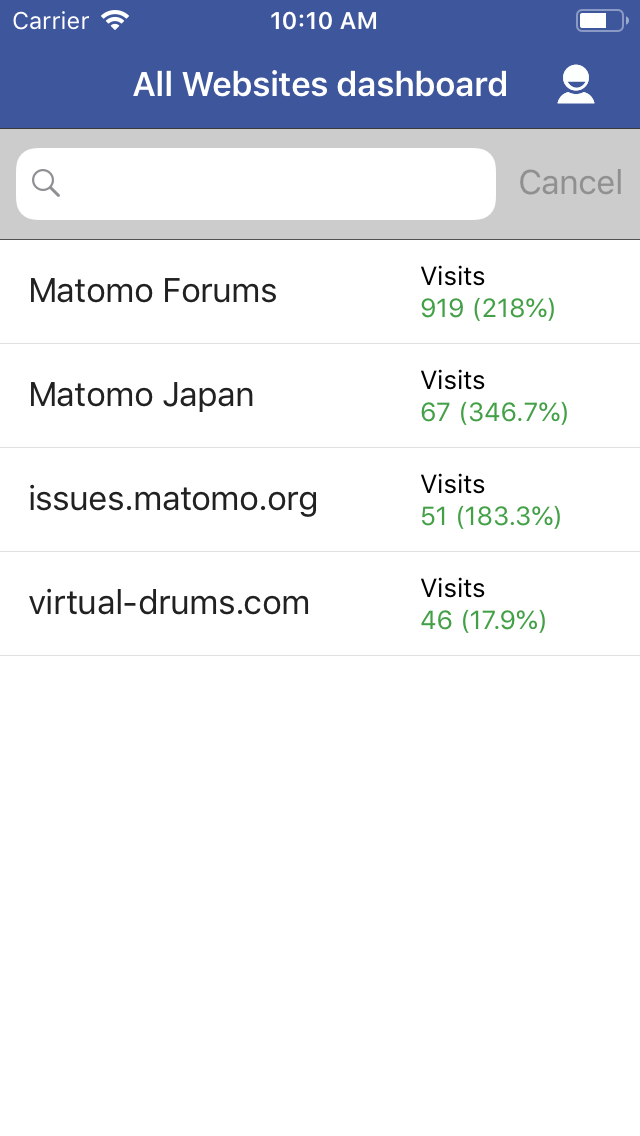 Carrier 10:10 AM
All Websites dashboard
Cancel
Matomo Forums
Visits
919 (218%)
Matomo Japan
Visits
67 (346.7%)
issues.matomo.org
Visits
51 (183.3%)
virtual-drums.com
Visits
46 (17.9%)